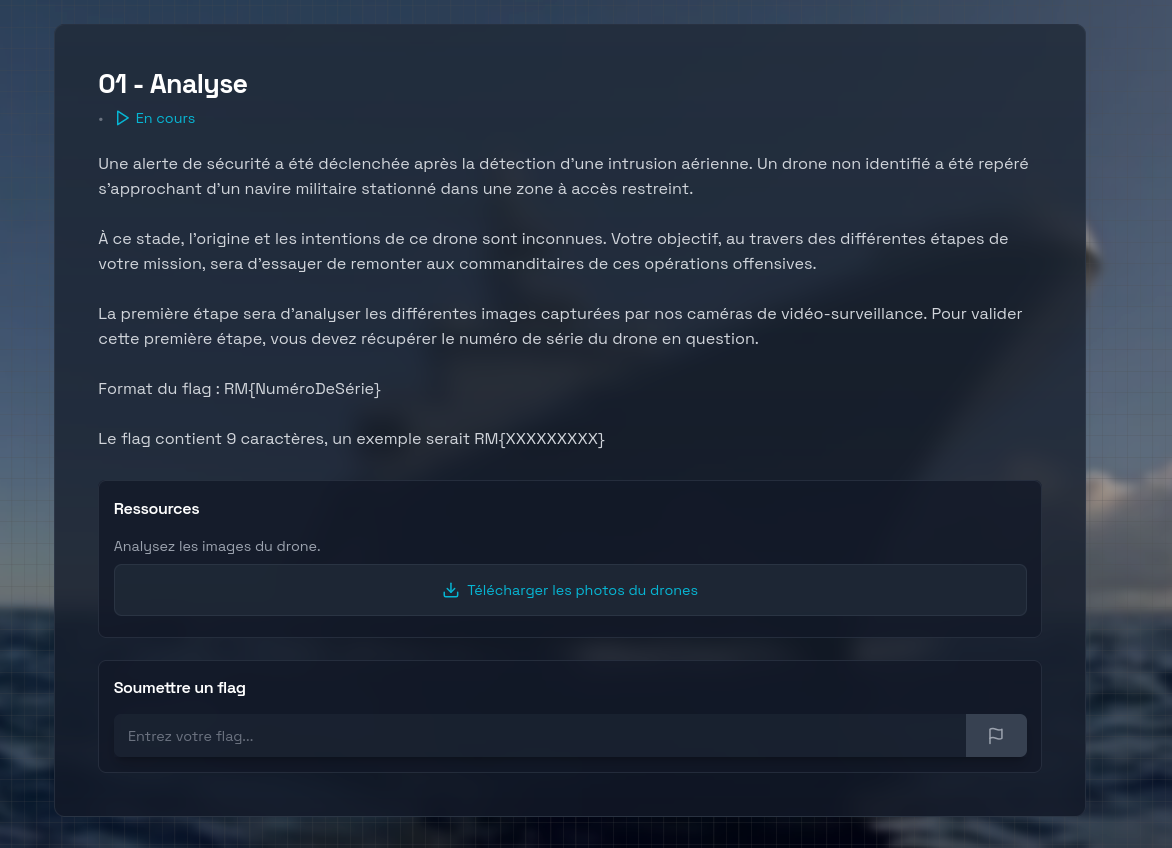 01 - Analyse
• En cours
Une alerte de sécurité a été déclenchée après la détection d'une intrusion aérienne. Un drone non identifié a été repéré
s'approchant d'un navire militaire stationné dans une zone à accès restreint.
À ce stade, l'origine et les intentions de ce drone sont inconnues. Votre objectif, au travers des différentes étapes de
votre mission, sera d'essayer de remonter aux commanditaires de ces opérations offensives.
La première étape sera d'analyser les différentes images capturées par nos caméras de vidéo-surveillance. Pour valider
cette première étape, vous devez récupérer le numéro de série du drone en question.
Format du flag : RM{NuméroDeSérie}
Le flag contient 9 caractères, un exemple serait RM{XXXXXXXXX}
Ressources
Analysez les images du drone.
Télécharger les photos du drones
Soumettre un flag
Entrez votre flag...